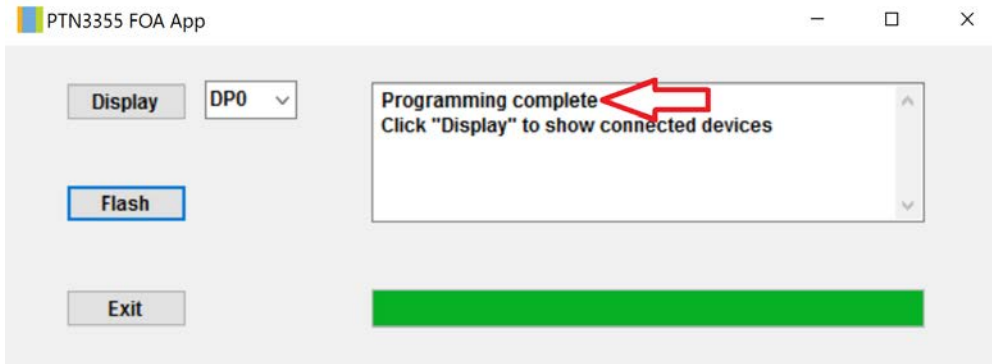 PTN3355 FOA App
Display
DP0
Programming complete
Click "Display" to show connected devices
Flash
Exit